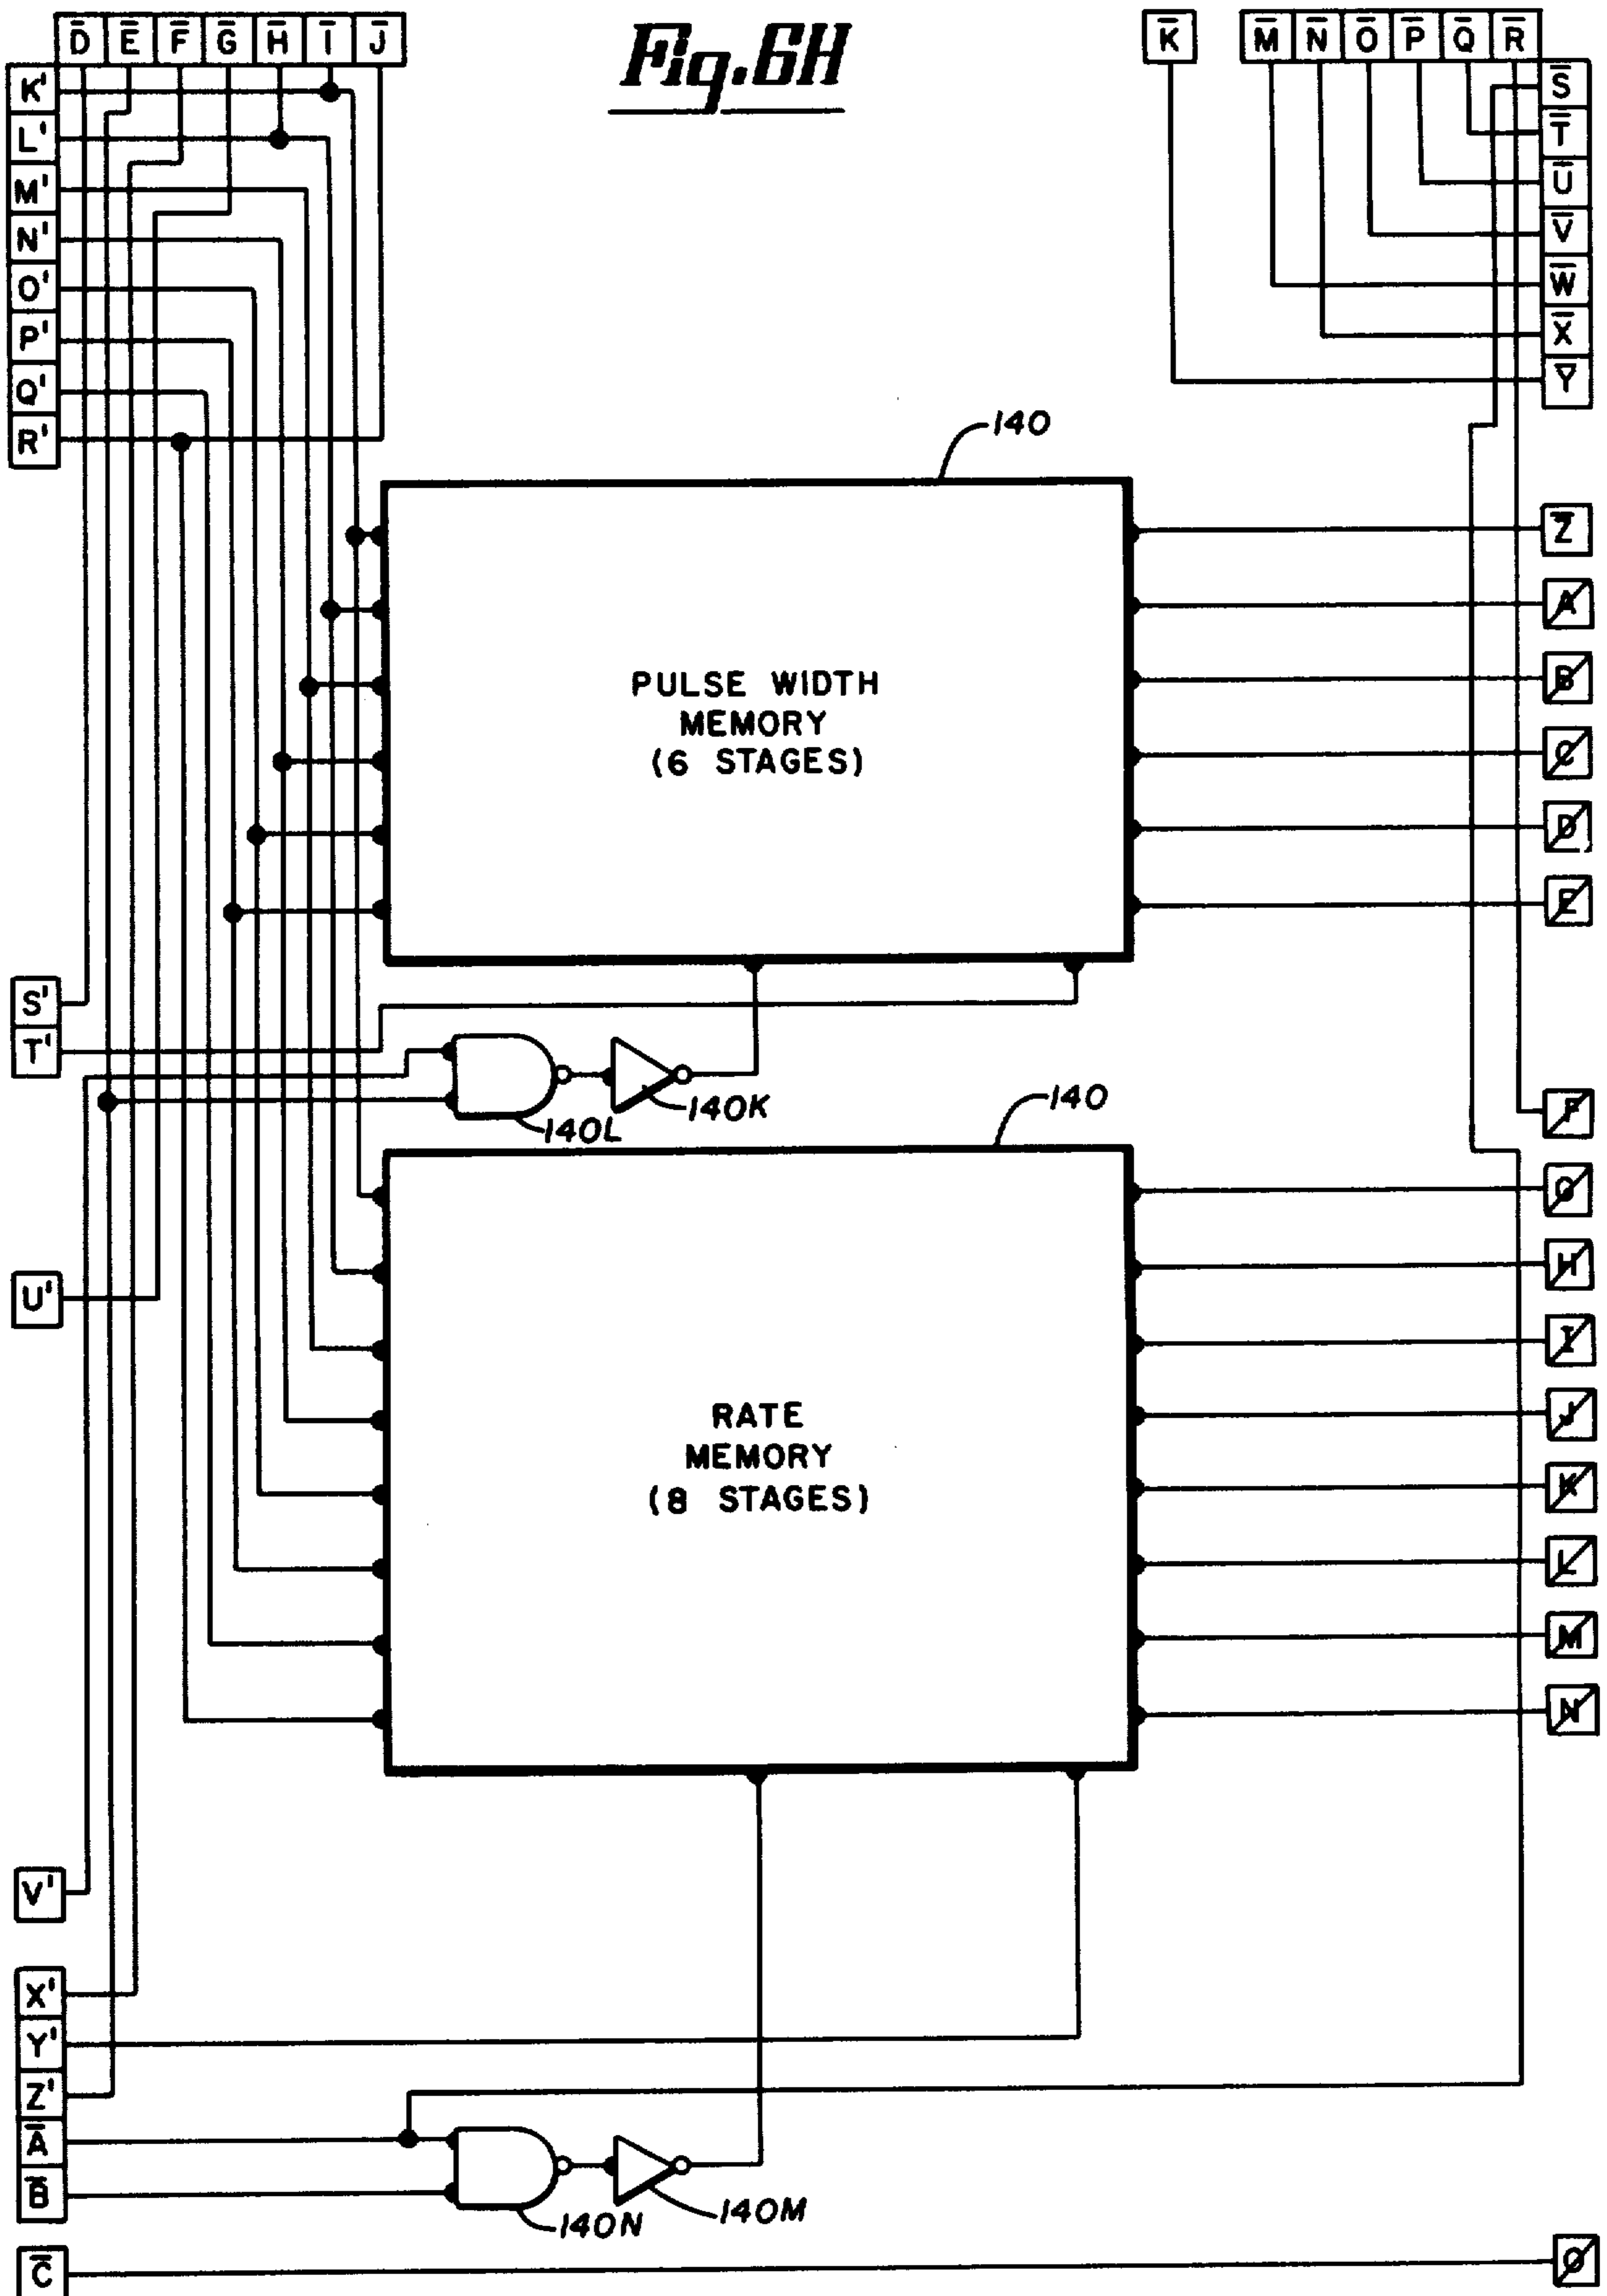 Fig.6H
D̅ E̅ F̅ G̅ H̅ I̅ J̅
K̅
M̅ N̅ O̅ P̅ Q̅ R̅
K'
L'
M'
N'
O'
P'
Q'
R'
S̅
T̅
U̅
V̅
W̅
X̅
Y̅
140
PULSE WIDTH
MEMORY
(6 STAGES)
Z̅
A̸
B̸
C̸
D̸
E̸
S'
T'
140L
140K
140
F̸
U'
RATE
MEMORY
(8 STAGES)
G̸
H̸
I̸
J̸
K̸
L̸
M̸
N̸
V'
X'
Y'
Z'
A̅
B̅
140N
140M
C̅
O̸